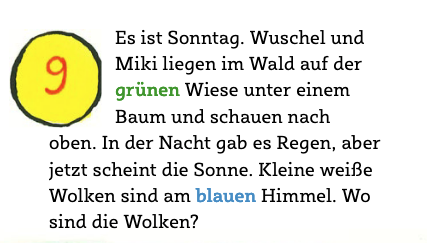 9
Es ist Sonntag. Wuschel und
Miki liegen im Wald auf der
grünen Wiese unter einem
Baum und schauen nach
oben. In der Nacht gab es Regen, aber
jetzt scheint die Sonne. Kleine weiße
Wolken sind am blauen Himmel. Wo
sind die Wolken?